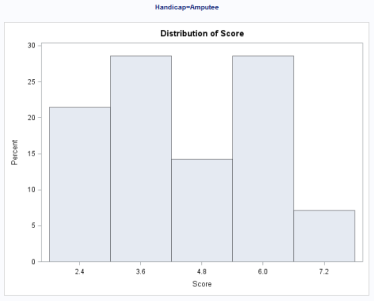 Handicap=Amputee
Distribution of Score
30
25
20
15
10
5
0
Percent
2.4 3.6 4.8 6.0 7.2
Score